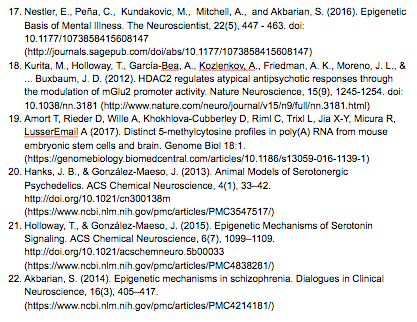 17. Nestler, E., Peña, C., Kundakovic, M., Mitchell, A., and Akbarian, S. (2016). Epigenetic
Basis of Mental Illness. The Neuroscientist, 22(5), 447 - 463. doi:
10.1177/1073858415608147
(http://journals.sagepub.com/doi/abs/10.1177/1073858415608147)
18. Kurita, M., Holloway, T., García-Bea, A., Kozlenkov, A., Friedman, A. K., Moreno, J. L., &
... Buxbaum, J. D. (2012). HDAC2 regulates atypical antipsychotic responses through
the modulation of mGlu2 promoter activity. Nature Neuroscience, 15(9), 1245-1254. doi:
10.1038/nn.3181 (http://www.nature.com/neuro/journal/v15/n9/full/nn.3181.html)
19. Amort T, Rieder D, Wille A, Khokhlova-Cubberley D, Riml C, Trixl L, Jia X-Y, Micura R,
LusserEmail A (2017). Distinct 5-methylcytosine profiles in poly(A) RNA from mouse
embryonic stem cells and brain. Genome Biol 18:1.
(https://genomebiology.biomedcentral.com/articles/10.1186/s13059-016-1139-1)
20. Hanks, J. B., & González-Maeso, J. (2013). Animal Models of Serotonergic
Psychedelics. ACS Chemical Neuroscience, 4(1), 33–42.
http://doi.org/10.1021/cn300138m
(https://www.ncbi.nlm.nih.gov/pmc/articles/PMC3547517/)
21. Holloway, T., & González-Maeso, J. (2015). Epigenetic Mechanisms of Serotonin
Signaling. ACS Chemical Neuroscience, 6(7), 1099–1109.
http://doi.org/10.1021/acschemneuro.5b00033
(https://www.ncbi.nlm.nih.gov/pmc/articles/PMC4838281/)
22. Akbarian, S. (2014). Epigenetic mechanisms in schizophrenia. Dialogues in Clinical
Neuroscience, 16(3), 405–417.
(https://www.ncbi.nlm.nih.gov/pmc/articles/PMC4214181/)